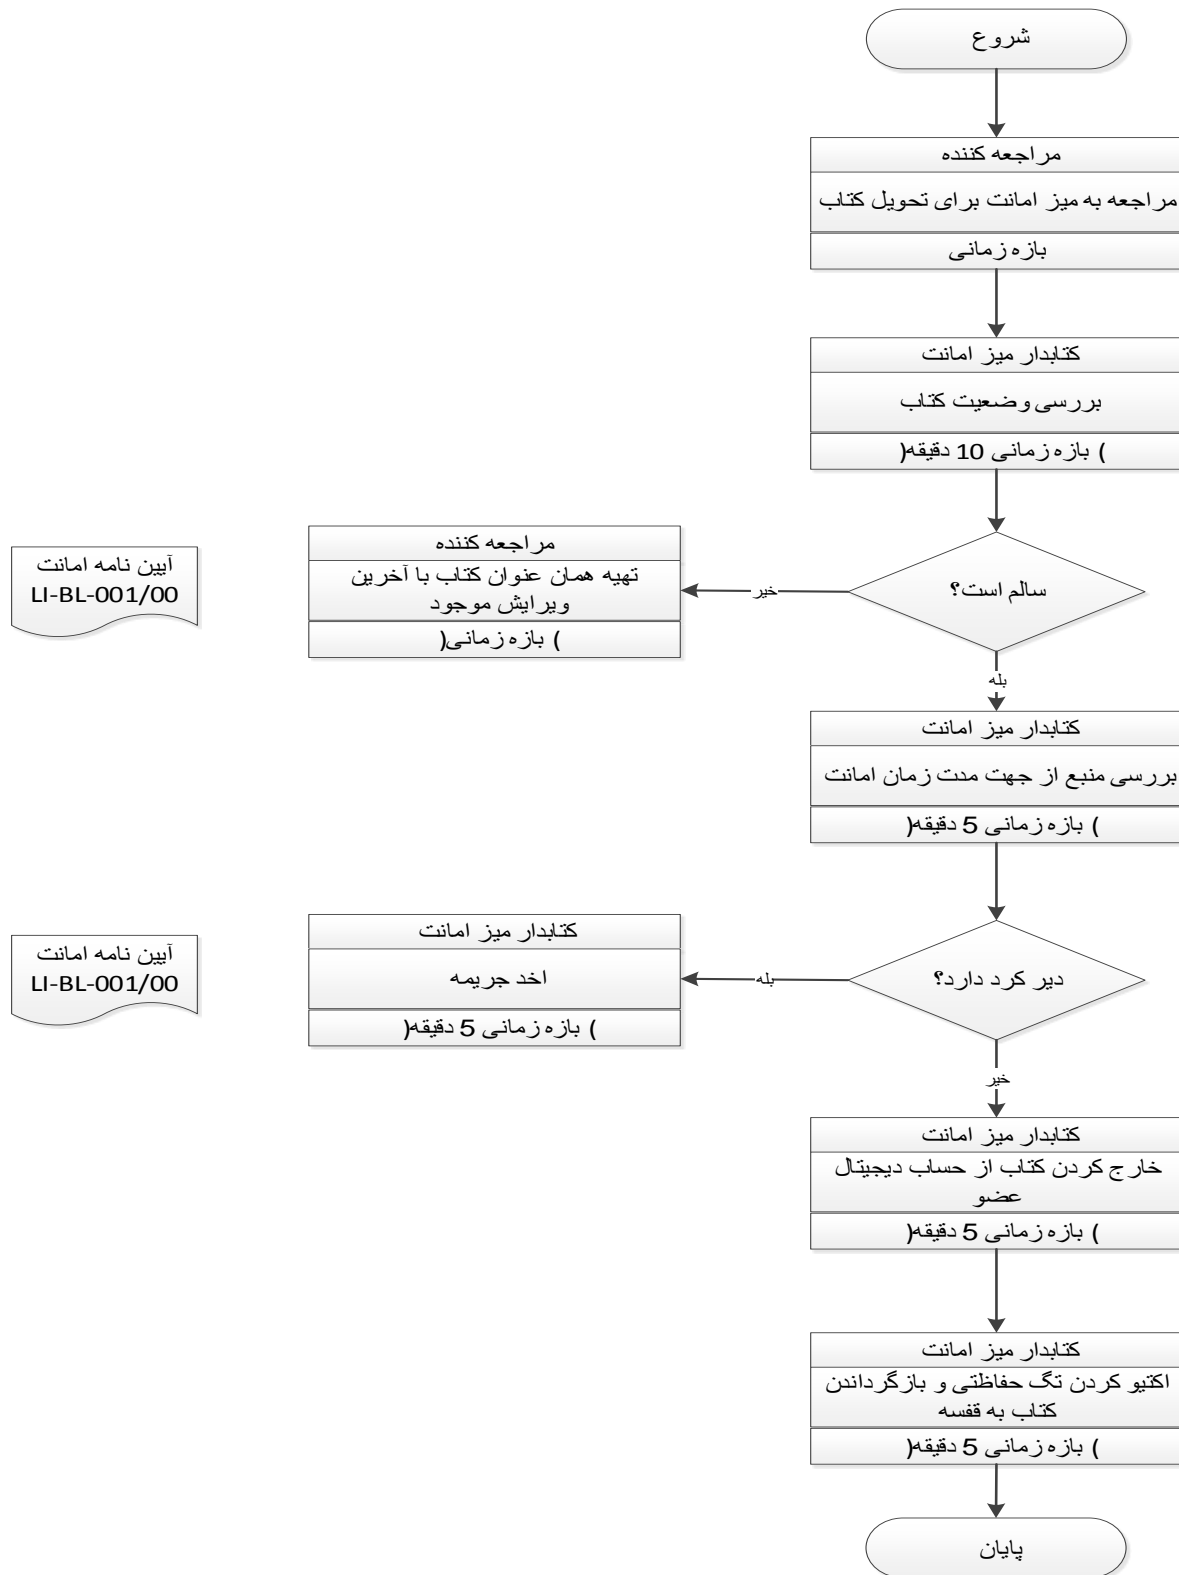 شروع
مراجعه کننده
مراجعه به میز امانت برای تحویل کتاب
بازه زمانی
کتابدار میز امانت
بررسی وضعیت کتاب
) بازه زمانی 10 دقیقه(
سالم است؟
خیر
مراجعه کننده
تهیه همان عنوان کتاب با آخرین
ویرایش موجود
) بازه زمانی(
آیین نامه امانت
LI-BL-001/00
بله
کتابدار میز امانت
بررسی منبع از جهت مدت زمان امانت
) بازه زمانی 5 دقیقه(
دیر کرد دارد؟
بله
کتابدار میز امانت
اخد جریمه
) بازه زمانی 5 دقیقه(
آیین نامه امانت
LI-BL-001/00
خیر
کتابدار میز امانت
خارج کردن کتاب از حساب دیجیتال
عضو
) بازه زمانی 5 دقیقه(
کتابدار میز امانت
اکتیو کردن تگ حفاظتی و بازگرداندن
کتاب به قفسه
) بازه زمانی 5 دقیقه(
پایان